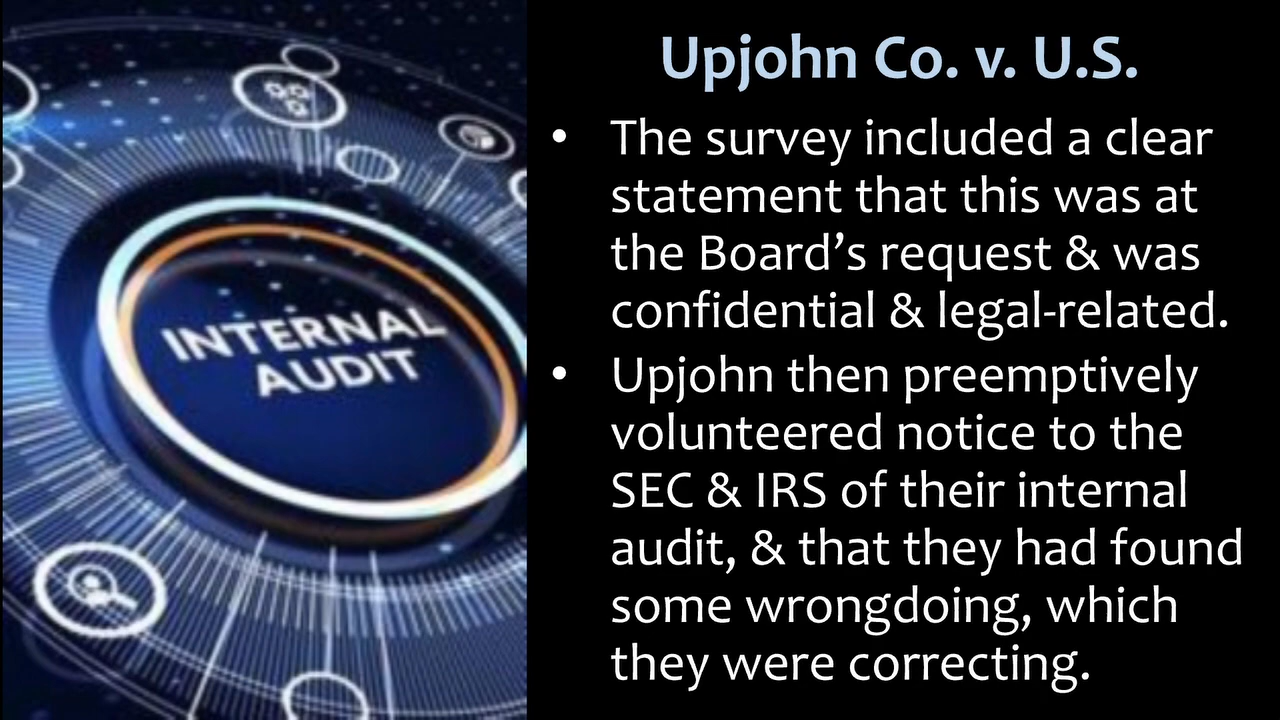 Upjohn Co. v. U.S.
• The survey included a clear
statement that this was at
the Board’s request & was
confidential & legal-related.
• Upjohn then preemptively
volunteered notice to the
SEC & IRS of their internal
audit, & that they had found
some wrongdoing, which
they were correcting.
INTERNAL
AUDIT